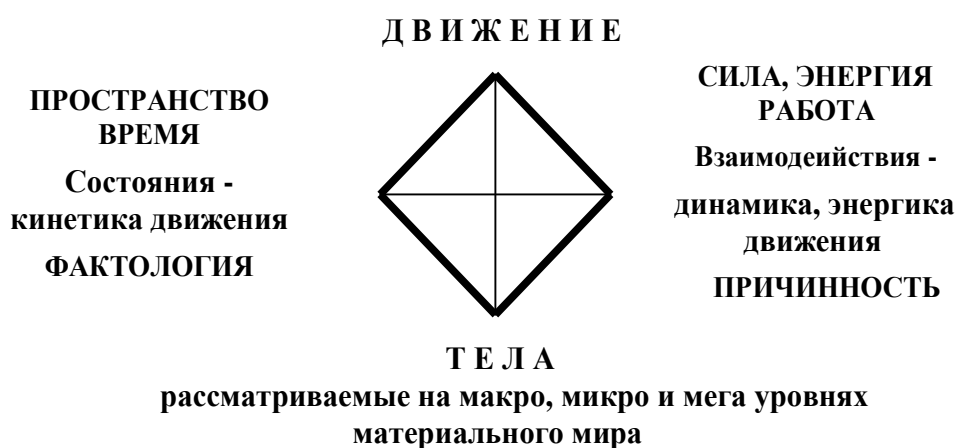 Д В И Ж Е Н И Е
ПРОСТРАНСТВО
ВРЕМЯ
Состояния -
кинетика движения
ФАКТОЛОГИЯ
СИЛА, ЭНЕРГИЯ
РАБОТА
Взаимодеийствия -
динамика, энергика
движения
ПРИЧИННОСТЬ
Т Е Л А
рассматриваемые на макро, микро и мега уровнях
материального мира